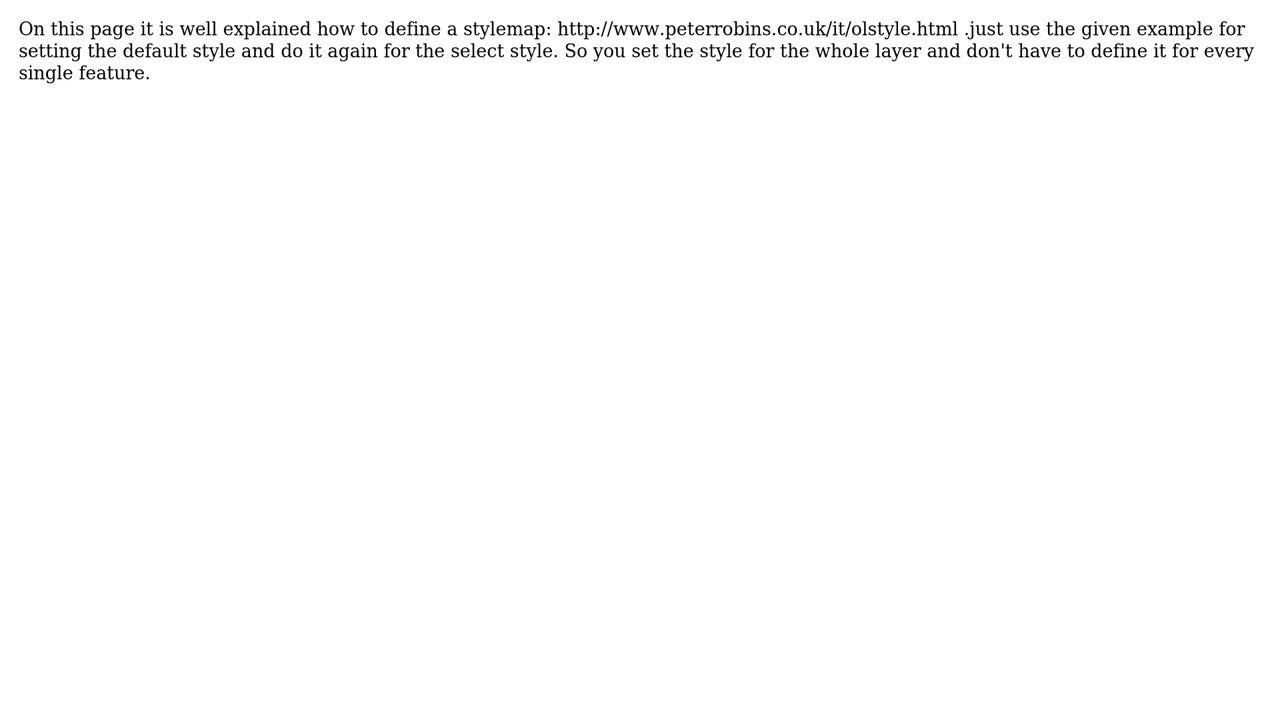 On this page it is well explained how to define a stylemap: http://www.peterrobins.co.uk/it/olstyle.html .just use the given example for
setting the default style and do it again for the select style. So you set the style for the whole layer and don't have to define it for every
single feature.